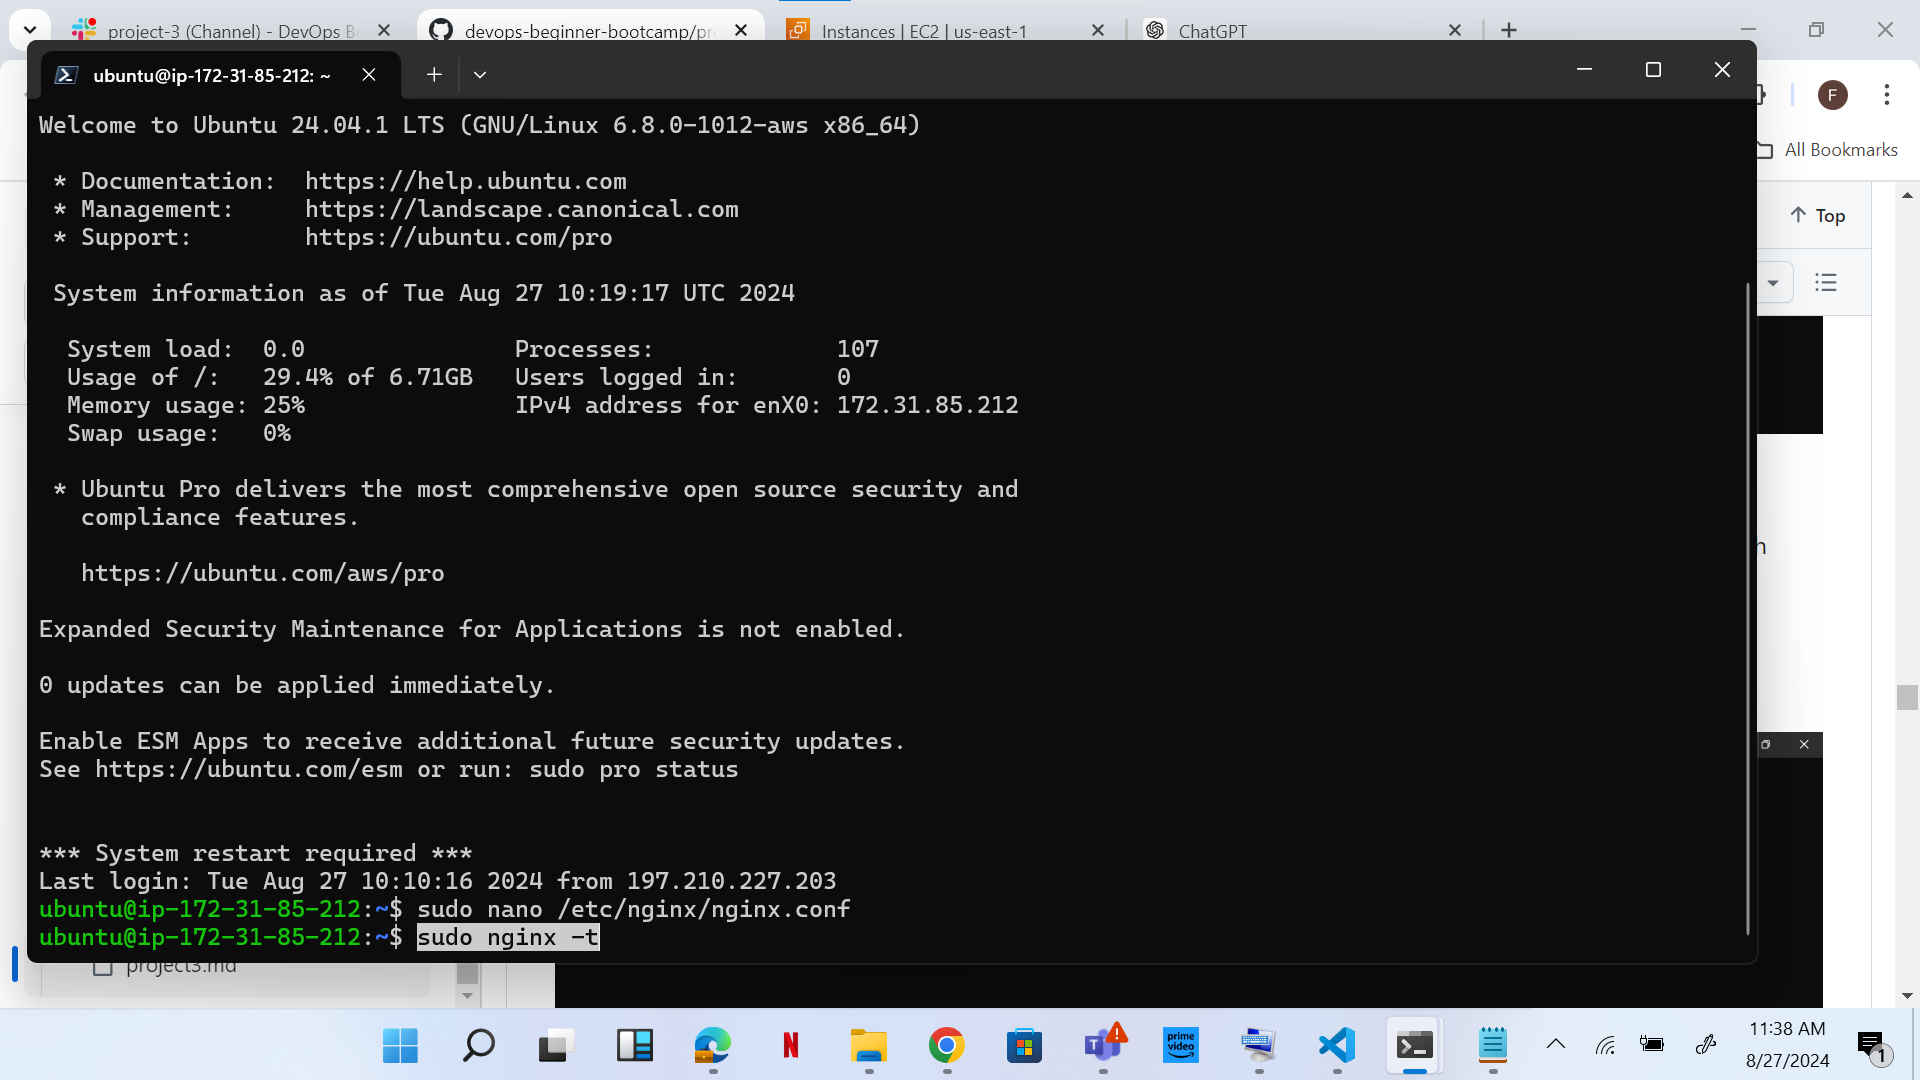 project-3 (Channel) - DevOps B
devops-beginner-bootcamp/pr
Instances | EC2 | us-east-1
ChatGPT
ubuntu@ip-172-31-85-212: ~
F
All Bookmarks
Top
Welcome to Ubuntu 24.04.1 LTS (GNU/Linux 6.8.0-1012-aws x86_64)
* Documentation: https://help.ubuntu.com
* Management: https://landscape.canonical.com
* Support: https://ubuntu.com/pro
System information as of Tue Aug 27 10:19:17 UTC 2024
System load: 0.0 Processes: 107
Usage of /: 29.4% of 6.71GB Users logged in: 0
Memory usage: 25% IPv4 address for enX0: 172.31.85.212
Swap usage: 0%
* Ubuntu Pro delivers the most comprehensive open source security and
compliance features.
https://ubuntu.com/aws/pro
Expanded Security Maintenance for Applications is not enabled.
0 updates can be applied immediately.
Enable ESM Apps to receive additional future security updates.
See https://ubuntu.com/esm or run: sudo pro status
*** System restart required ***
Last login: Tue Aug 27 10:10:16 2024 from 197.210.227.203
ubuntu@ip-172-31-85-212:~$ sudo nano /etc/nginx/nginx.conf
ubuntu@ip-172-31-85-212:~$ sudo nginx -t
project3.md
N
T
prime video
11:38 AM
8/27/2024
1